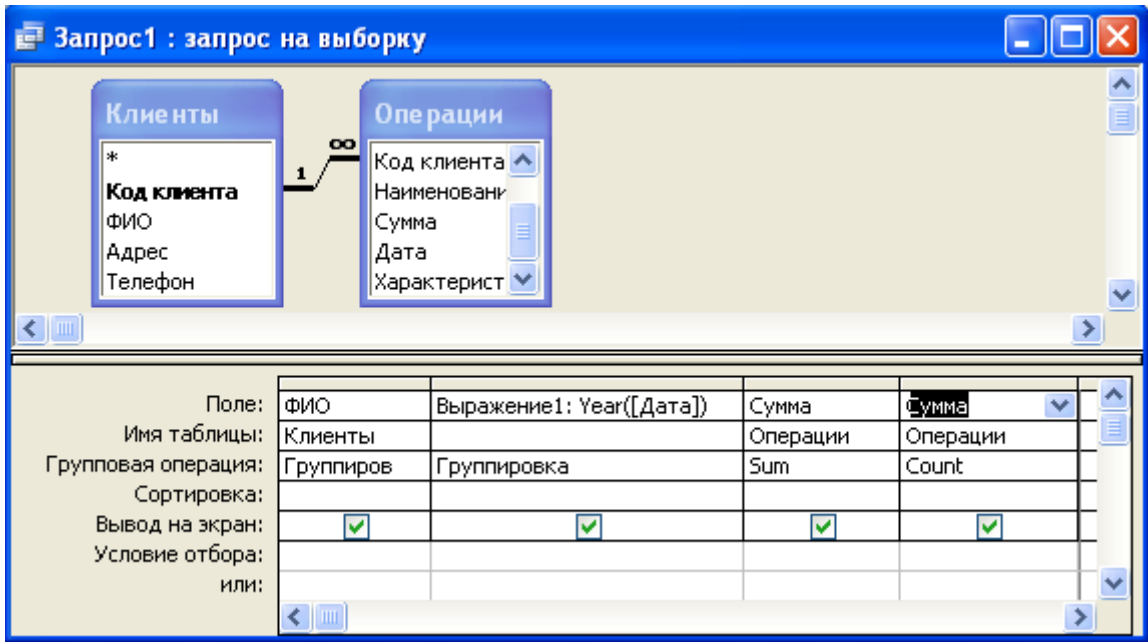 Запрос1 : запрос на выборку
Клиенты
*
Код клиента
ФИО
Адрес
Телефон
1
∞
Операции
Код клиента
Наименовани
Сумма
Дата
Характерист
Поле: ФИО Выражение1: Year([Дата]) Сумма Сумма
Имя таблицы: Клиенты Операции Операции
Групповая операция: Группиров Группировка Sum Count
Сортировка:
Вывод на экран:
Условие отбора:
или: